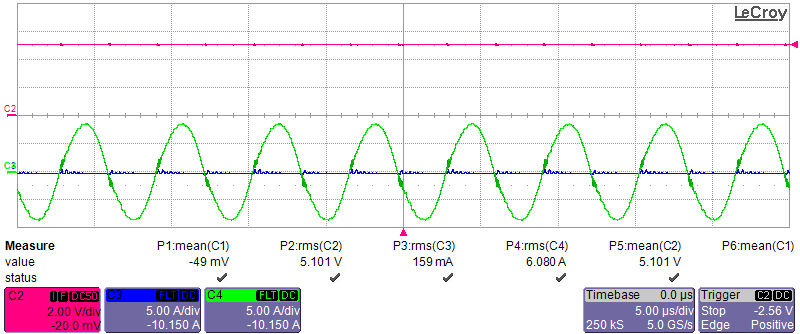 LeCroy
C2
Measure P1:mean(C1) P2:rms(C2) P3:rms(C3) P4:rms(C4) P5:mean(C2) P6:mean(C1)
value -49 mV 5.101 V 159 mA 6.080 A 5.101 V
status ✓ ✓ ✓ ✓ ✓
C2 DC50 C3 FLT DC C4 FLT DC Timebase 0.0 µs Trigger C2 DC
2.00 V/div 5.00 A/div 5.00 A/div 5.00 µs/div Stop -2.56 V
-20.0 mV -10.150 A -10.150 A 250 kS 5.0 GS/s Edge Positive